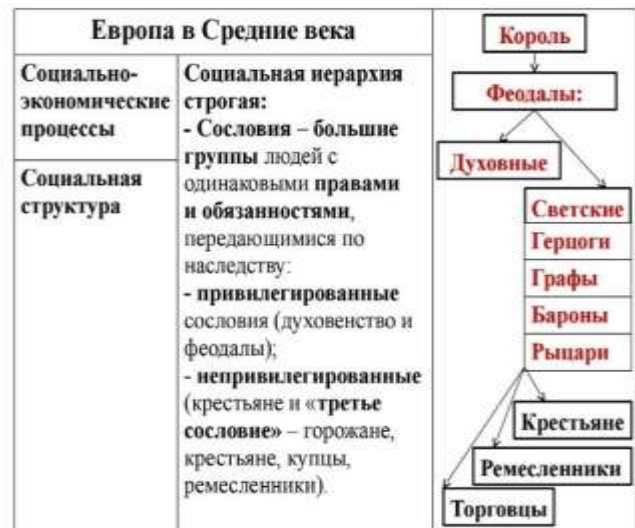 Европа в Средние века
Социально-
экономические
процессы
Социальная
структура
Социальная иерархия
строгая:
- Сословия – большие
группы людей с
одинаковыми правами
и обязанностями,
передающимися по
наследству:
- привилегированные
сословия (духовенство и
феодалы);
- непривилегированные
(крестьяне и «третье
сословие» – горожане,
крестьяне, купцы,
ремесленники).
Король
Феодалы:
Духовные
Светские
Герцоги
Графы
Бароны
Рыцари
Крестьяне
Ремесленники
Торговцы